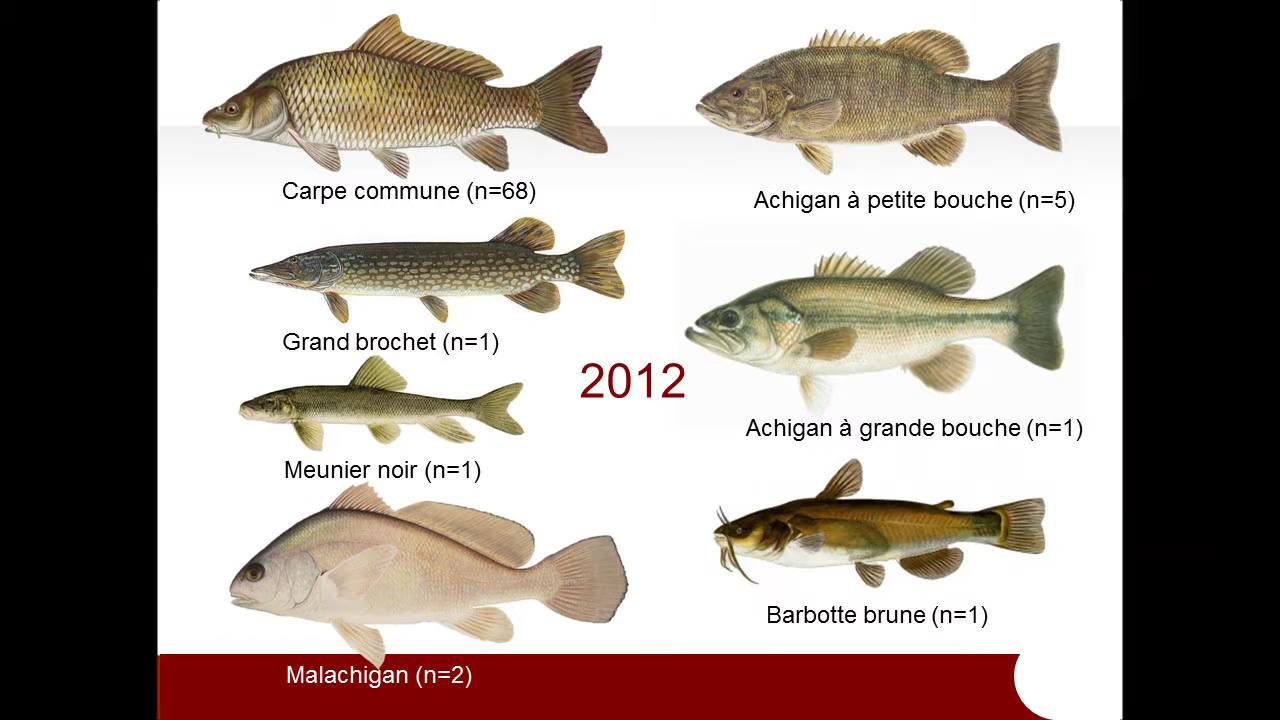 Carpe commune (n=68)
Achigan à petite bouche (n=5)
Grand brochet (n=1)
2012
Achigan à grande bouche (n=1)
Meunier noir (n=1)
Barbotte brune (n=1)
Malachigan (n=2)